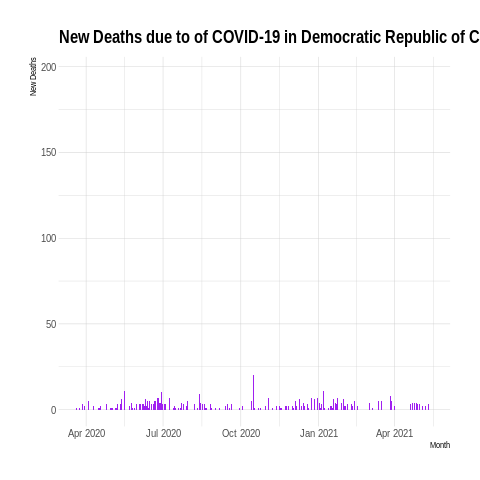 New Deaths due to of COVID-19 in Democratic Republic of C
New Deaths
200
150
100
50
0
Apr 2020 Jul 2020 Oct 2020 Jan 2021 Apr 2021
Month